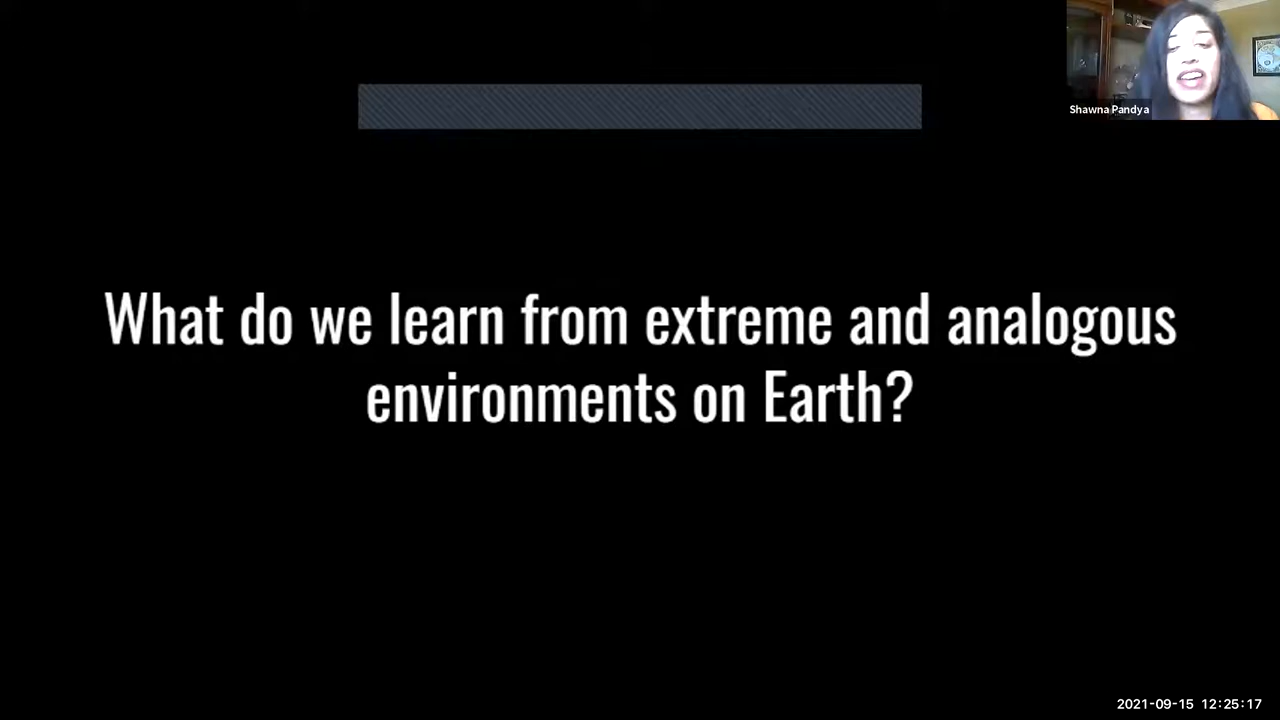 Shawna Pandya
What do we learn from extreme and analogous
environments on Earth?
2021-09-15 12:25:17